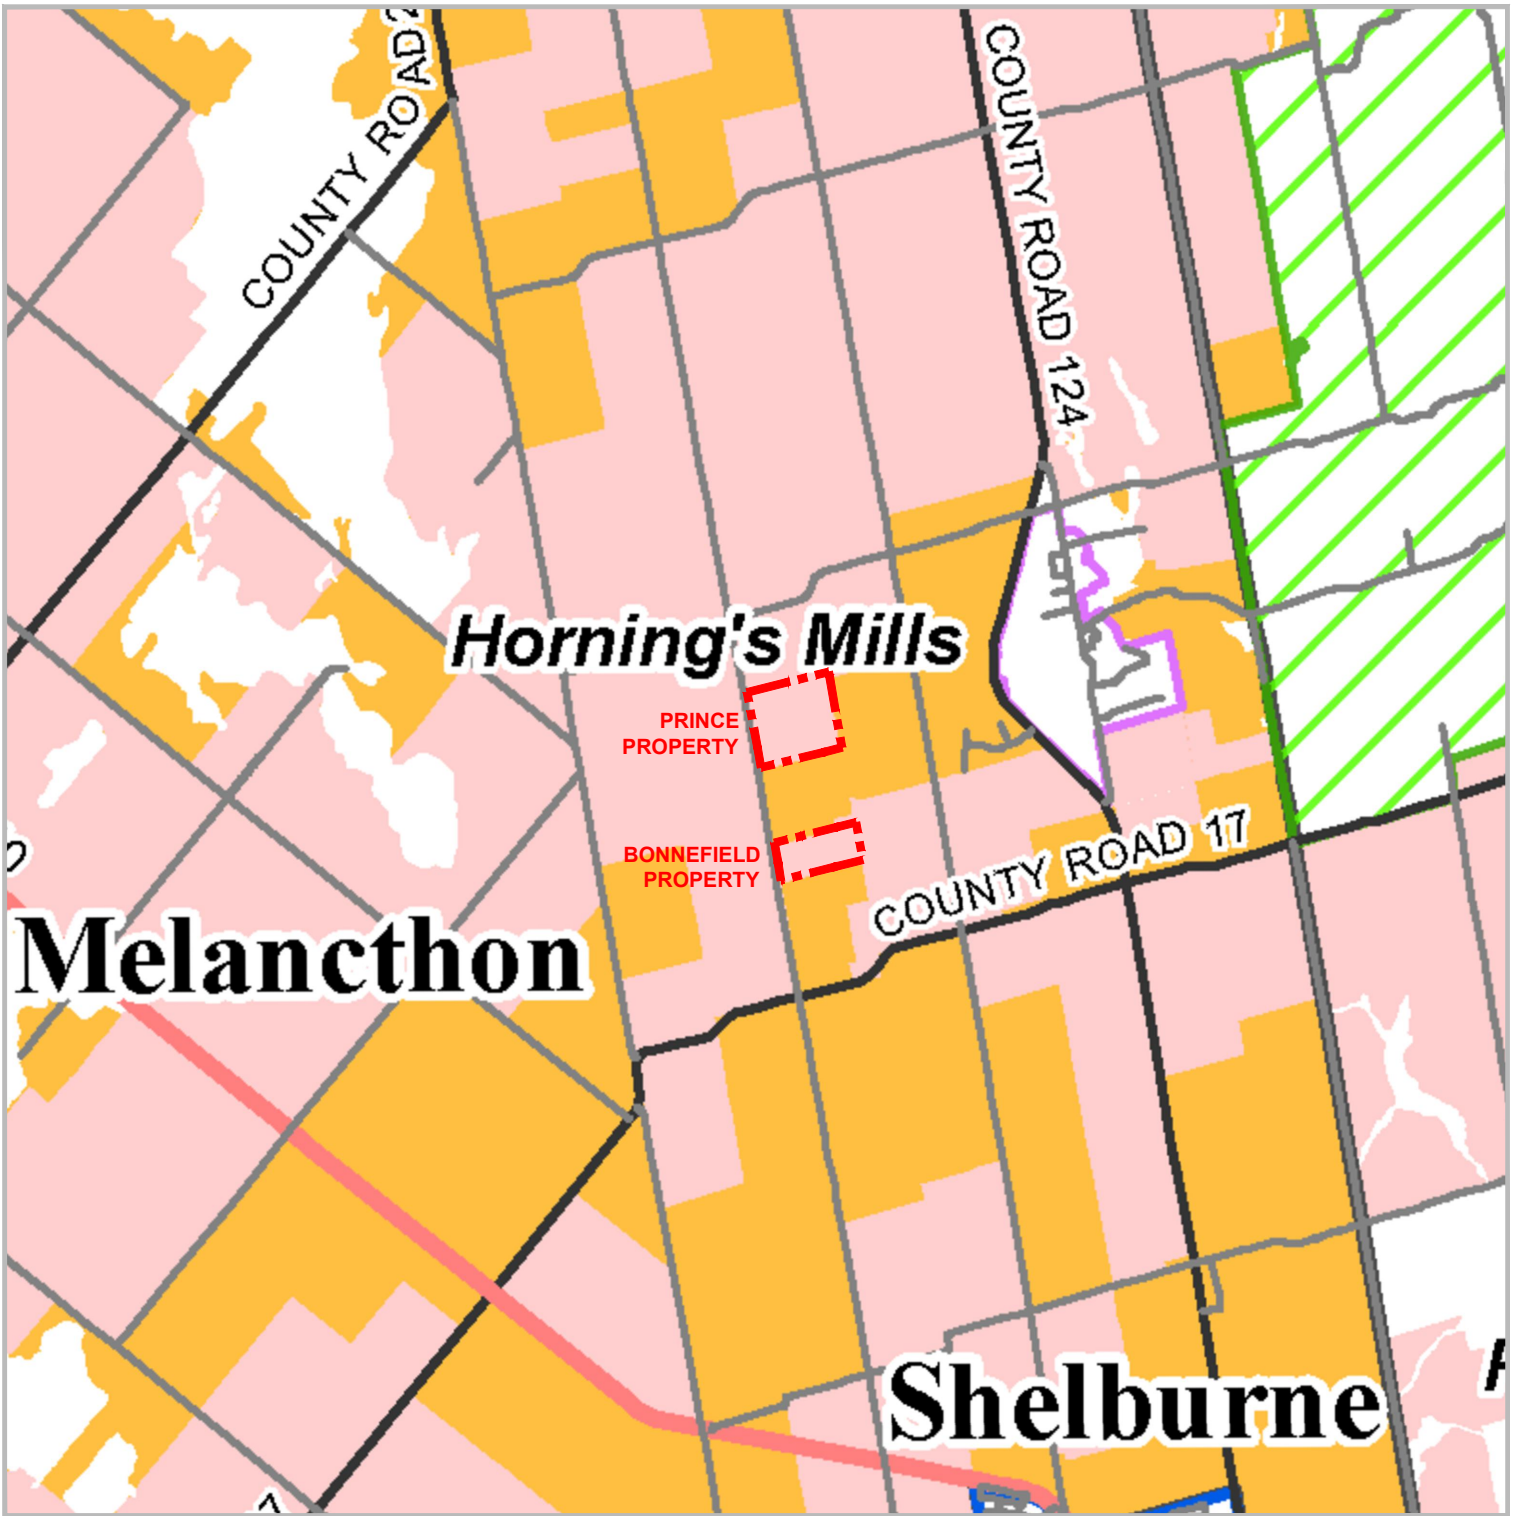 COUNTY ROAD 2
COUNTY ROAD 124
Horning's Mills
PRINCE
PROPERTY
BONNEFIELD
PROPERTY
COUNTY ROAD 17
Melancthon
Shelburne